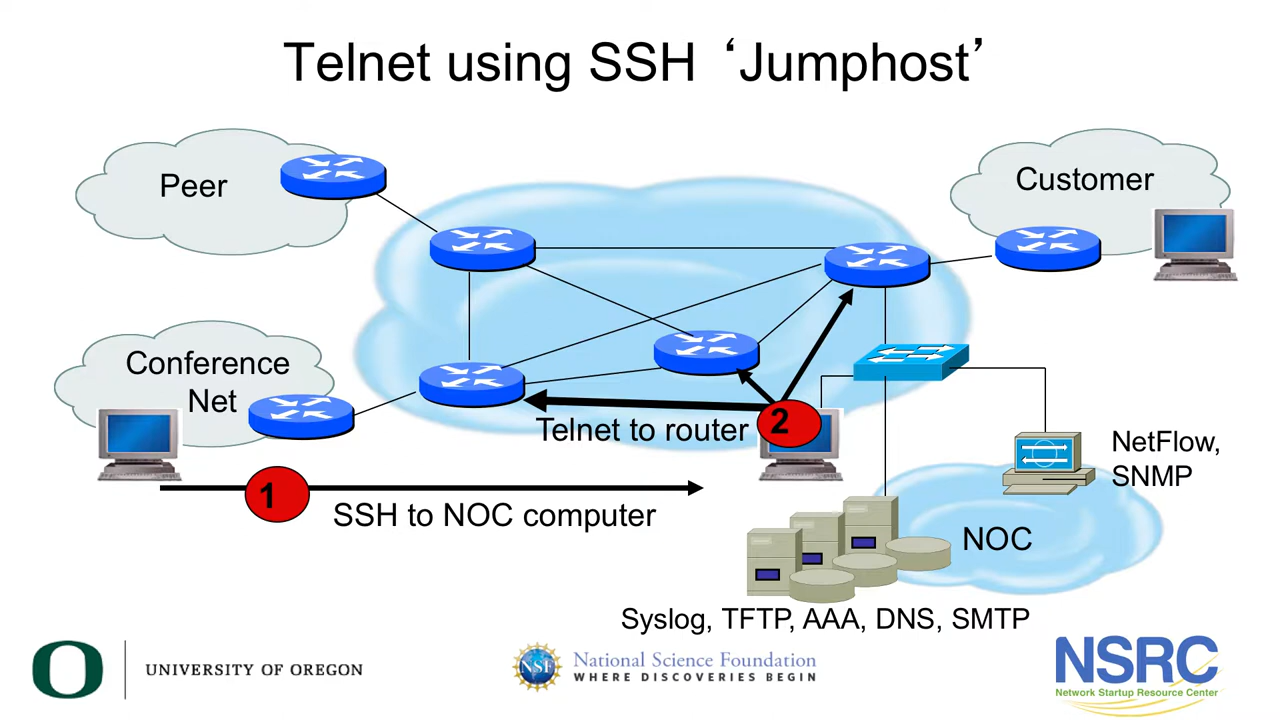 Telnet using SSH ‘Jumphost’
Peer
Customer
Conference
Net
Telnet to router
2
1
SSH to NOC computer
NetFlow,
SNMP
NOC
Syslog, TFTP, AAA, DNS, SMTP
O
UNIVERSITY OF OREGON
NSF
National Science Foundation
WHERE DISCOVERIES BEGIN
NSRC
Network Startup Resource Center